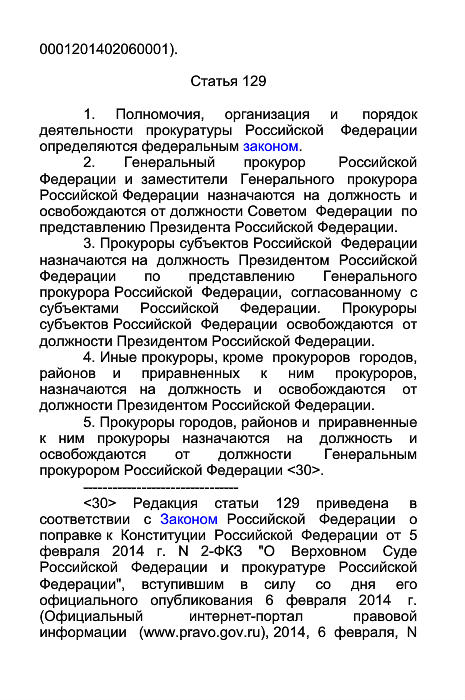 0001201402060001).
Статья 129
1. Полномочия, организация и порядок
деятельности прокуратуры Российской Федерации
определяются федеральным законом.
2. Генеральный прокурор Российской
Федерации и заместители Генерального прокурора
Российской Федерации назначаются на должность и
освобождаются от должности Советом Федерации по
представлению Президента Российской Федерации.
3. Прокуроры субъектов Российской Федерации
назначаются на должность Президентом Российской
Федерации по представлению Генерального
прокурора Российской Федерации, согласованному с
субъектами Российской Федерации. Прокуроры
субъектов Российской Федерации освобождаются от
должности Президентом Российской Федерации.
4. Иные прокуроры, кроме прокуроров городов,
районов и приравненных к ним прокуроров,
назначаются на должность и освобождаются от
должности Президентом Российской Федерации.
5. Прокуроры городов, районов и приравненные
к ним прокуроры назначаются на должность и
освобождаются от должности Генеральным
прокурором Российской Федерации <30>.
--------------------------------
<30> Редакция статьи 129 приведена в
соответствии с Законом Российской Федерации о
поправке к Конституции Российской Федерации от 5
февраля 2014 г. N 2-ФКЗ "О Верховном Суде
Российской Федерации и прокуратуре Российской
Федерации", вступившим в силу со дня его
официального опубликования 6 февраля 2014 г.
(Официальный интернет-портал правовой
информации (www.pravo.gov.ru), 2014, 6 февраля, N